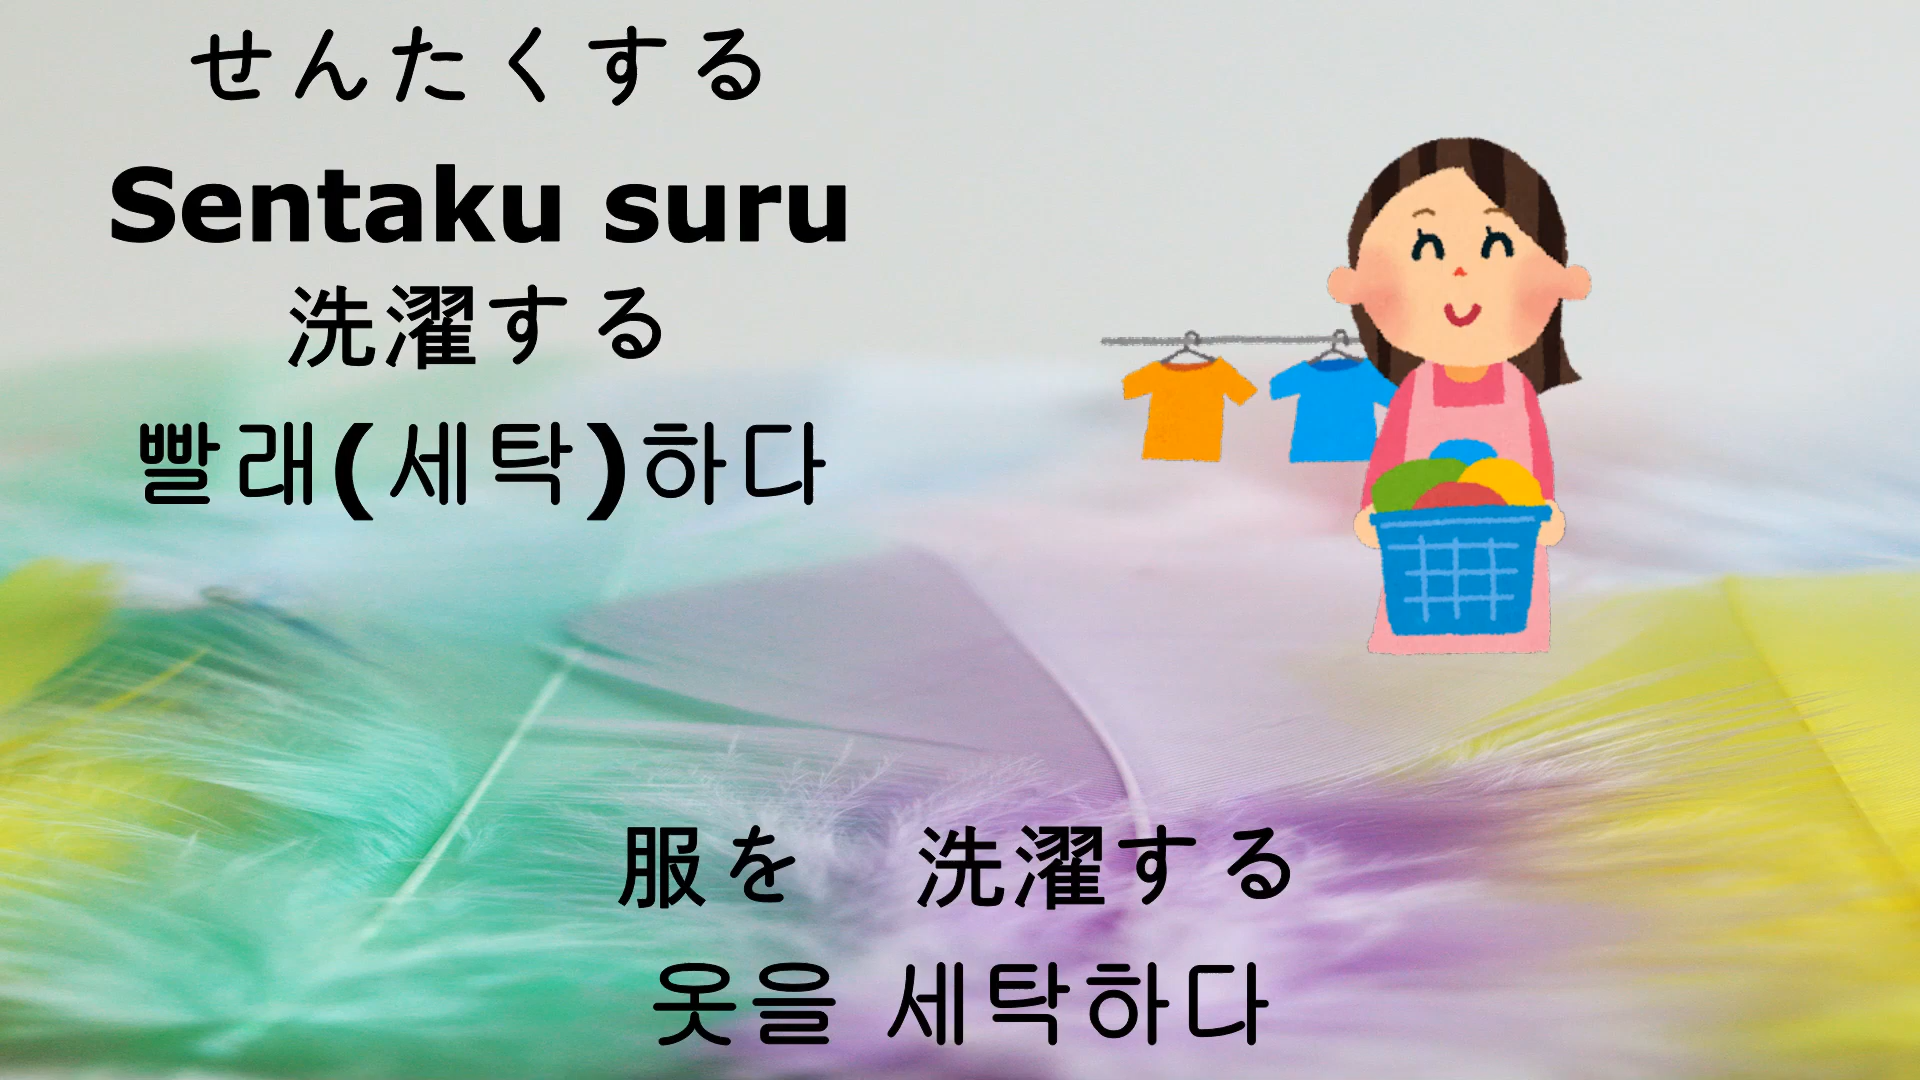 せんたくする
Sentaku suru
洗濯する
빨래(세탁)하다
服を　洗濯する
옷을 세탁하다